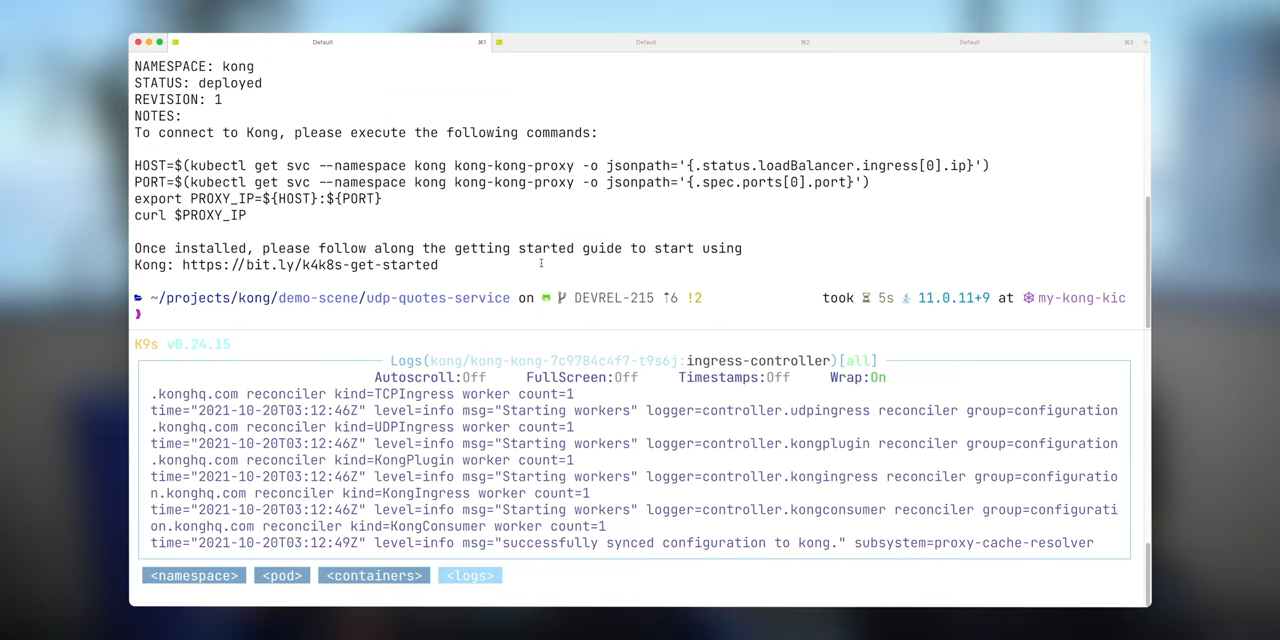 Default ⌘1 Default ⌘2 Default ⌘3 +
NAMESPACE: kong
STATUS: deployed
REVISION: 1
NOTES:
To connect to Kong, please execute the following commands:
HOST=$(kubectl get svc --namespace kong kong-kong-proxy -o jsonpath='{.status.loadBalancer.ingress[0].ip}')
PORT=$(kubectl get svc --namespace kong kong-kong-proxy -o jsonpath='{.spec.ports[0].port}')
export PROXY_IP=${HOST}:${PORT}
curl $PROXY_IP
Once installed, please follow along the getting started guide to start using
Kong: https://bit.ly/k4k8s-get-started
~/projects/kong/demo-scene/udp-quotes-service on DEVREL-215 ⇡6 !2 took 5s 11.0.11+9 at my-kong-kic
❱
K9s v0.24.15
Logs(kong/kong-kong-7c9784c4f7-t9s6j:ingress-controller)[all]
Autoscroll:Off FullScreen:Off Timestamps:Off Wrap:On
.konghq.com reconciler kind=TCPIngress worker count=1
time="2021-10-20T03:12:46Z" level=info msg="Starting workers" logger=controller.udpingress reconciler group=configuration
.konghq.com reconciler kind=UDPIngress worker count=1
time="2021-10-20T03:12:46Z" level=info msg="Starting workers" logger=controller.kongplugin reconciler group=configuration
.konghq.com reconciler kind=KongPlugin worker count=1
time="2021-10-20T03:12:46Z" level=info msg="Starting workers" logger=controller.kongingress reconciler group=configuratio
n.konghq.com reconciler kind=KongIngress worker count=1
time="2021-10-20T03:12:46Z" level=info msg="Starting workers" logger=controller.kongconsumer reconciler group=configurati
on.konghq.com reconciler kind=KongConsumer worker count=1
time="2021-10-20T03:12:49Z" level=info msg="successfully synced configuration to kong." subsystem=proxy-cache-resolver
<namespace> <pod> <containers> <logs>